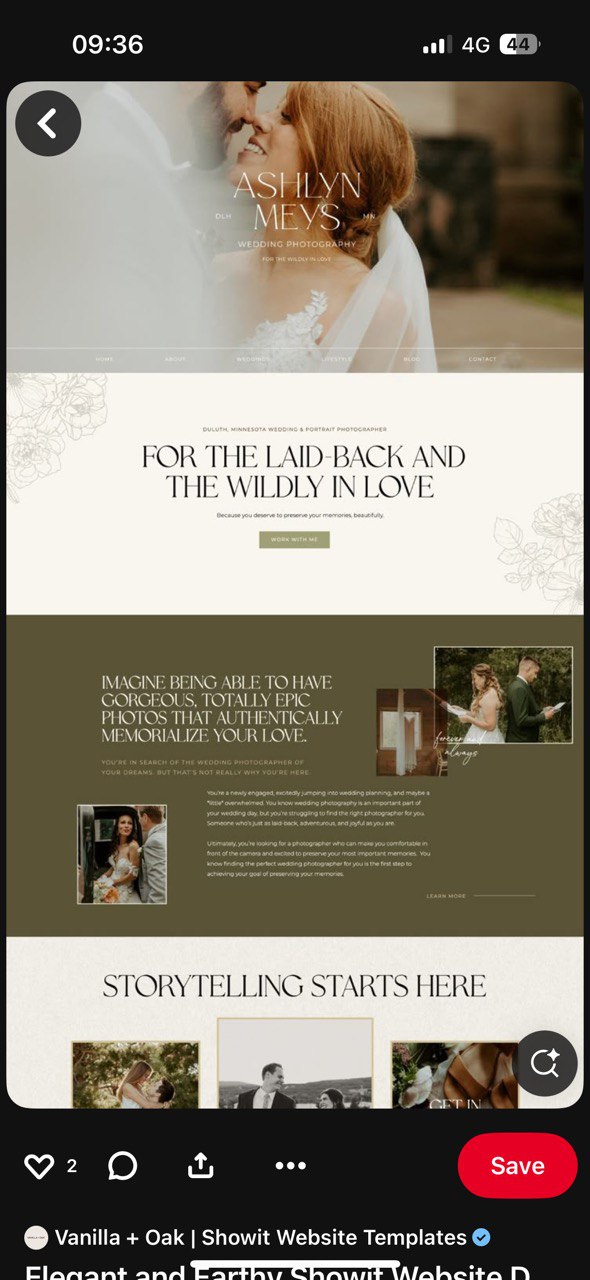 09:36
4G
44
ASHLYN
DLH
MEYS
MN
WEDDING PHOTOGRAPHY
FOR THE WILDLY IN LOVE
HOME
ABOUT
WEDDINGS
LIFESTYLE
BLOG
CONTACT
DULUTH, MINNESOTA WEDDING & PORTRAIT PHOTOGRAPHER
FOR THE LAID-BACK AND
THE WILDLY IN LOVE
Because you deserve to preserve your memories, beautifully.
WORK WITH ME
IMAGINE BEING ABLE TO HAVE
GORGEOUS, TOTALLY EPIC
PHOTOS THAT AUTHENTICALLY
MEMORIALIZE YOUR LOVE.
YOU'RE IN SEARCH OF THE WEDDING PHOTOGRAPHER OF
YOUR DREAMS. BUT THAT'S NOT REALLY WHY YOU'RE HERE.
forever and
always
You're a newly engaged, excitedly jumping into wedding planning, and maybe a
"little" overwhelmed. You know wedding photography is an important part of
your wedding day, but you're struggling to find the right photographer for you.
Someone who's just as laid-back, adventurous, and joyful as you are.
Ultimately, you're looking for a photographer who can make you comfortable in
front of the camera and excited to preserve your most important memories. You
know finding the perfect wedding photographer for you is the first step to
achieving your goal of preserving your memories.
LEARN MORE
STORYTELLING STARTS HERE
GET IN
2
Save
Vanilla + Oak | Showit Website Templates
Elegant and Earthy Showit Website D